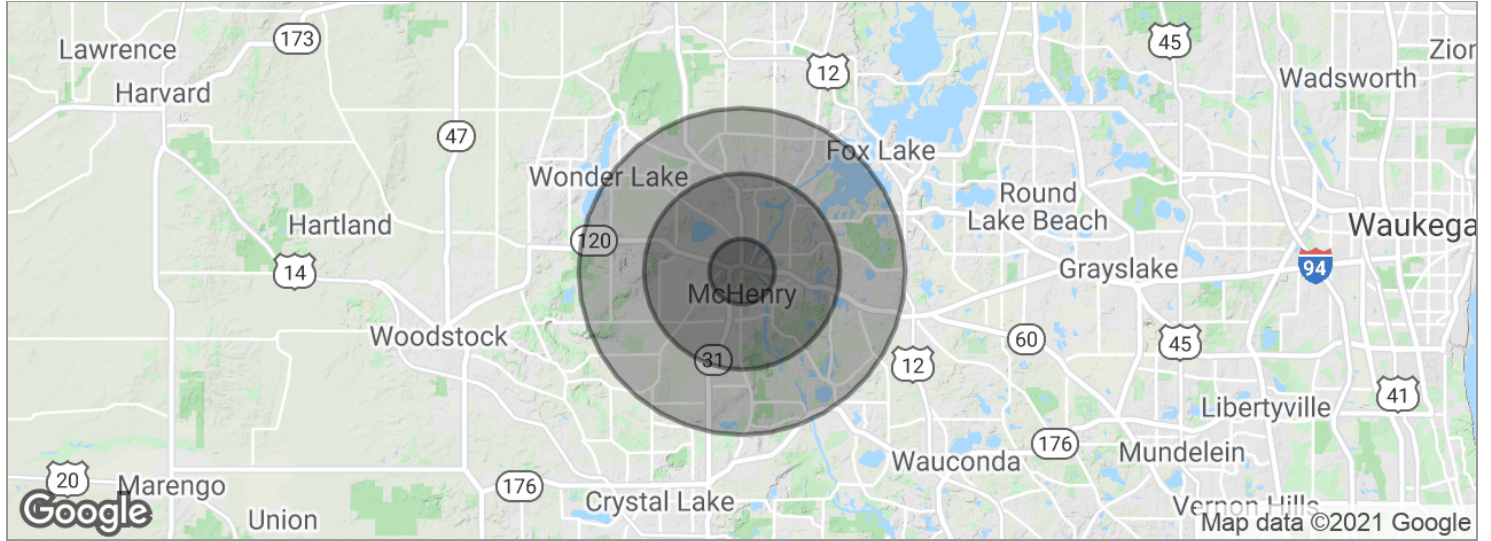 Lawrence
173
45
Zion
12
Wadsworth
Harvard
47
Fox Lake
Wonder Lake
Round
Lake Beach
Hartland
Waukega
120
14
94
Grayslake
McHenry
Woodstock
60
45
31
12
41
Libertyville
176
Mundelein
Wauconda
20
Marengo
176
Crystal Lake
Vernon Hills
Google
Union
Map data ©2021 Google